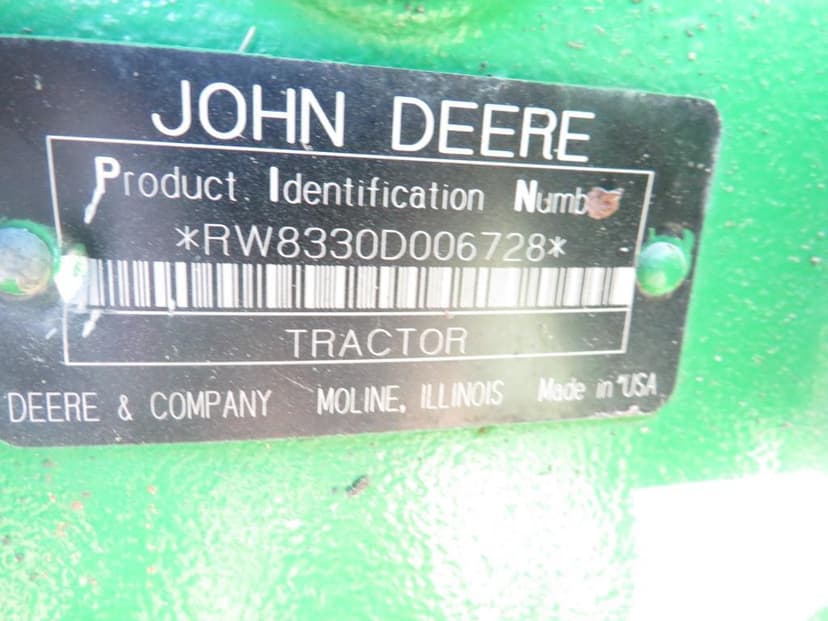 JOHN DEERE
Product Identification Numb
*RW8330D006728*
TRACTOR
DEERE & COMPANY MOLINE, ILLINOIS Made in USA